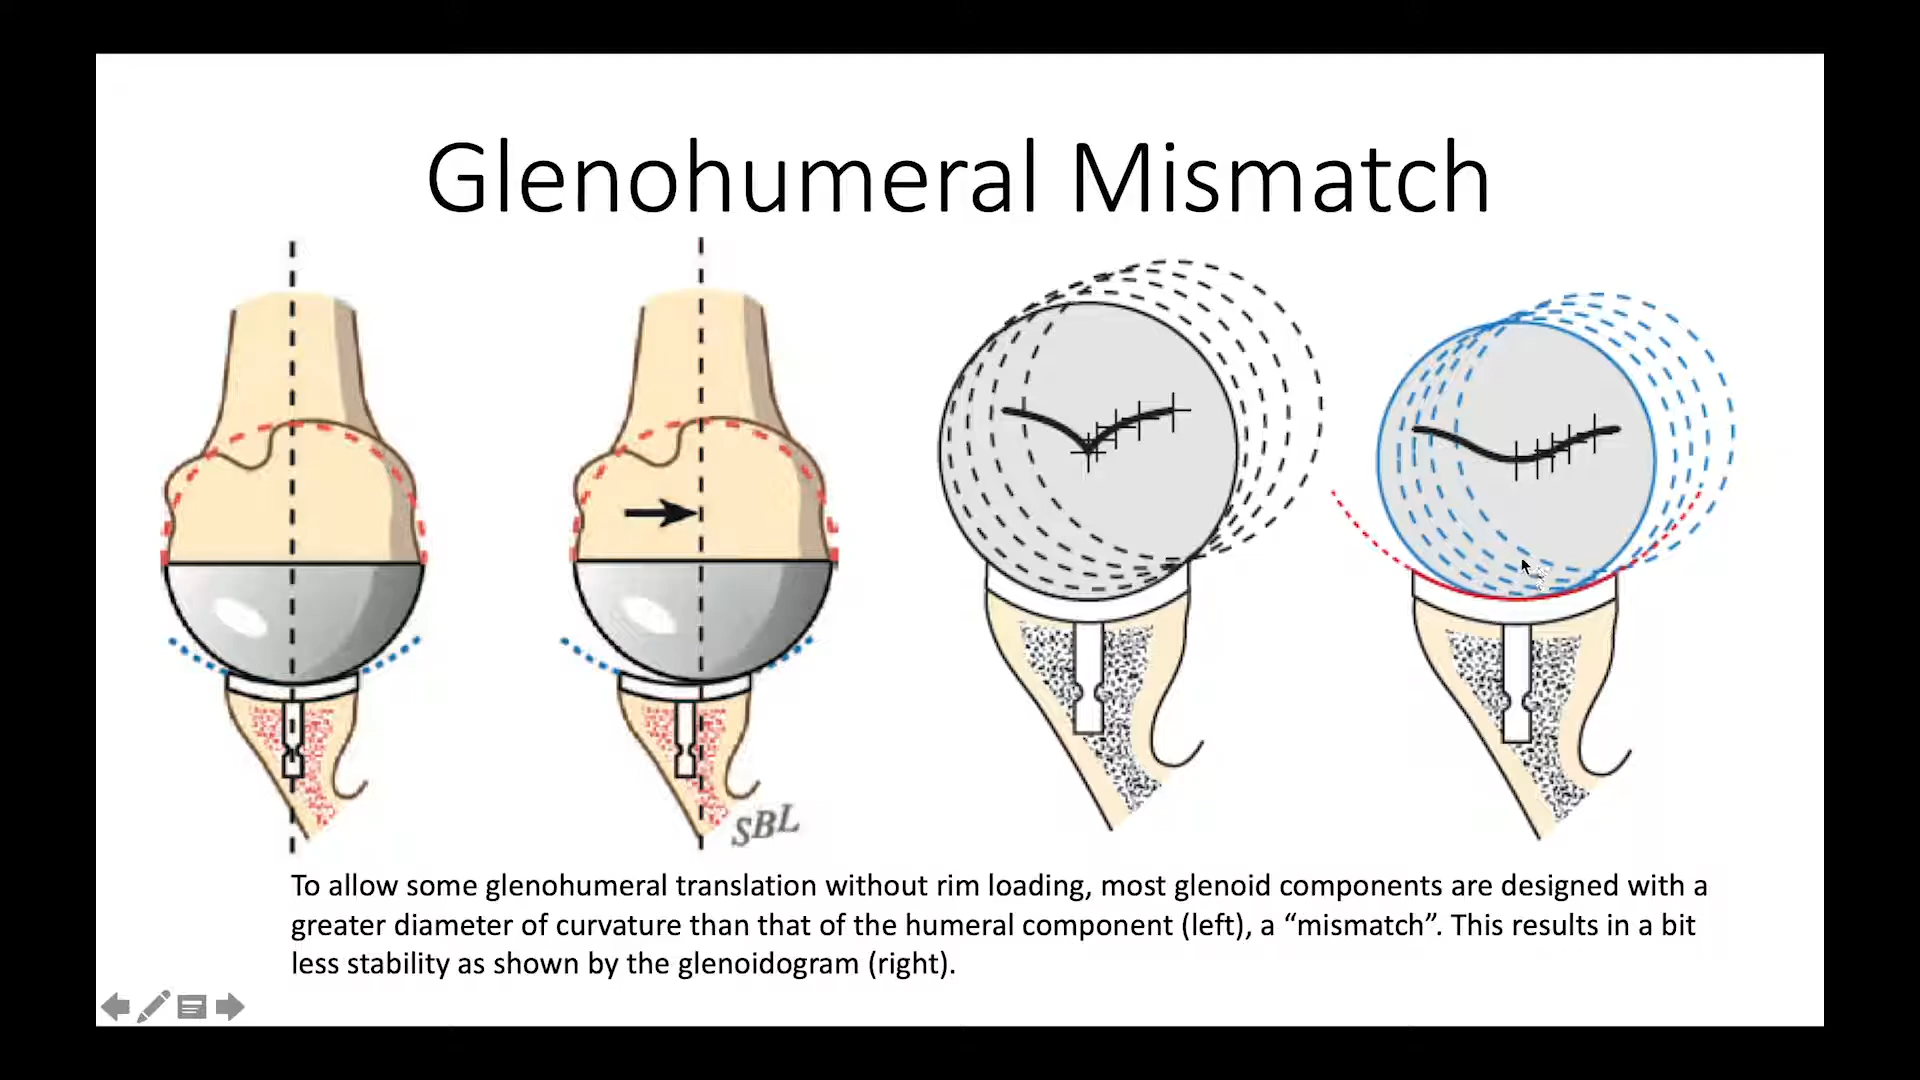 Glenohumeral Mismatch
SBL
To allow some glenohumeral translation without rim loading, most glenoid components are designed with a
greater diameter of curvature than that of the humeral component (left), a “mismatch”. This results in a bit
less stability as shown by the glenoidogram (right).